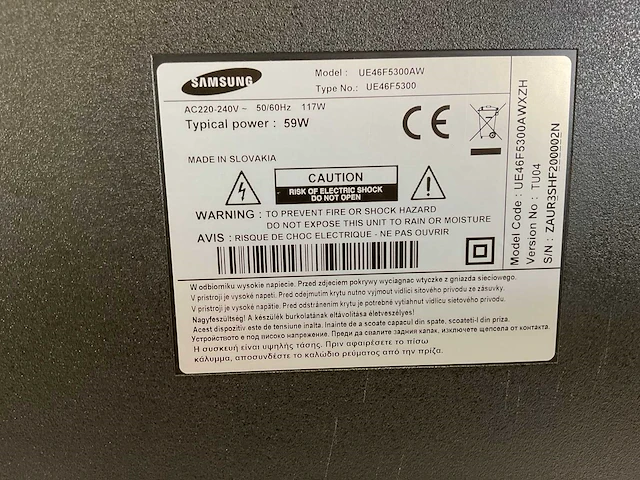 SAMSUNG
Model : UE46F5300AW
Type No.: UE46F5300
AC220-240V ~ 50/60Hz 117W
Typical power : 59W
MADE IN SLOVAKIA
CAUTION
RISK OF ELECTRIC SHOCK
DO NOT OPEN
WARNING : TO PREVENT FIRE OR SHOCK HAZARD
DO NOT EXPOSE THIS UNIT TO RAIN OR MOISTURE
AVIS : RISQUE DE CHOC ELECTRIQUE - NE PAS OUVRIR
Model Code : UE46F5300AWXZH
Version No : TU04
S/N : ZAUR3SHF200002N
W odbiorniku wysokie napiecie. Przed zdjeciem pokrywy wyciagnac wtyczke z gniazda sieciowego.
V prístroji je vysoké napetí. Pred odejmutím krytu nutno vyjmout vidlici sítového prívodu ze zásuvky.
V prístroji je vysoké napätie. Pred odstránením krytu je potrebné vytiahnut vidlicu sietového prívodu.
Nagyfeszültség! A készülék burkolatának eltávolítása életveszélyes!
Acest dispozitiv este de tensiune inalta. Inainte de a scoate capacul din spate, scoateti-l din priza.
Устройството е под високо напрежение. Преди да свалите задния капак, изключете щепсела от контакта.
Η συσκευή είναι υψηλής τάσης. Πριν αφαιρέσετε το πίσω
κάλυμμα, αποσυνδέστε το καλώδιο ρεύματος από την πρίζα.